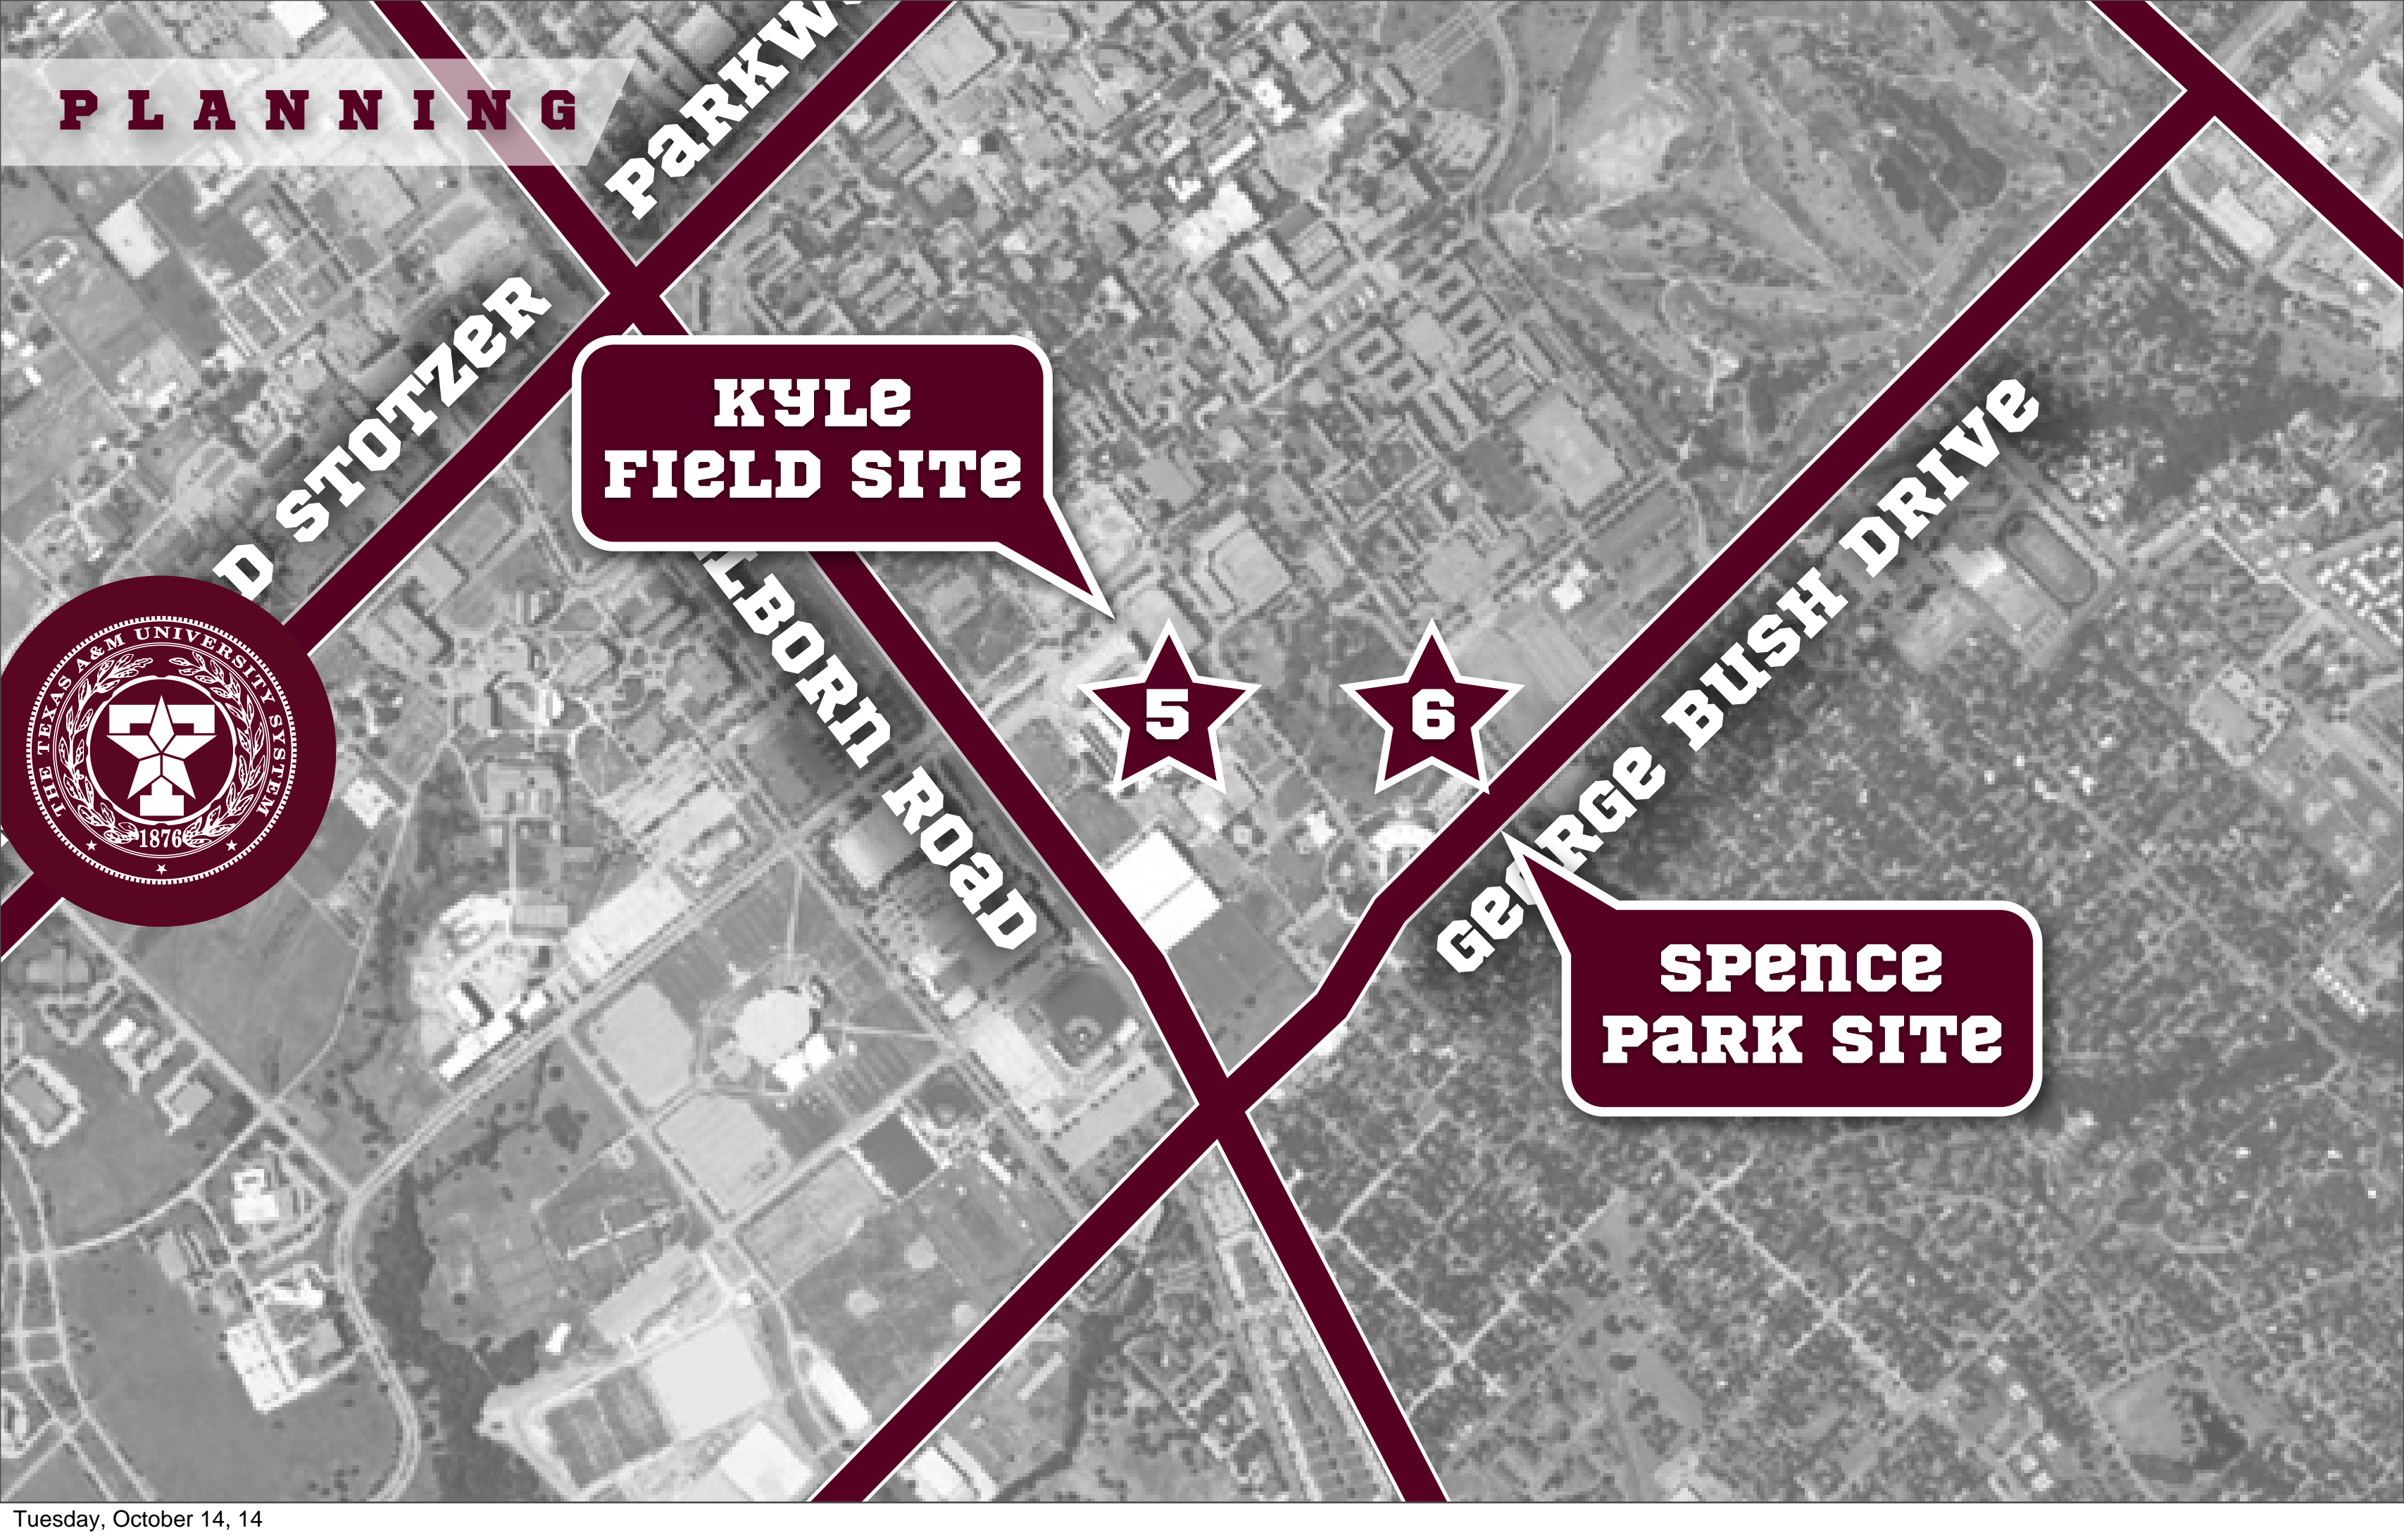 PLANNING
PARKW
D STOTZER
KYLE
FIELD SITE
LBORN ROAD
5
6
GEORGE BUSH DRIVE
SPENCE
PARK SITE
THE TEXAS A&M UNIVERSITY SYSTEM
1876
Tuesday, October 14, 14